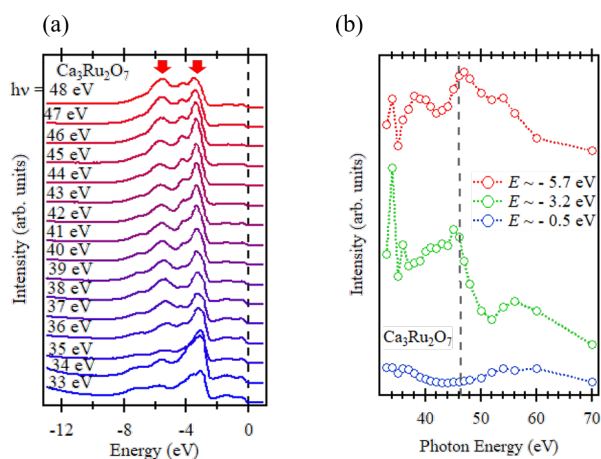 (a)
Ca3Ru2O7
hν = 48 eV
47 eV
46 eV
45 eV
44 eV
43 eV
42 eV
41 eV
40 eV
39 eV
38 eV
37 eV
36 eV
35 eV
34 eV
33 eV
Intensity (arb. units)
-12 -8 -4 0
Energy (eV)
(b)
Intensity (arb. units)
E ~ - 5.7 eV
E ~ - 3.2 eV
E ~ - 0.5 eV
Ca3Ru2O7
40 50 60 70
Photon Energy (eV)